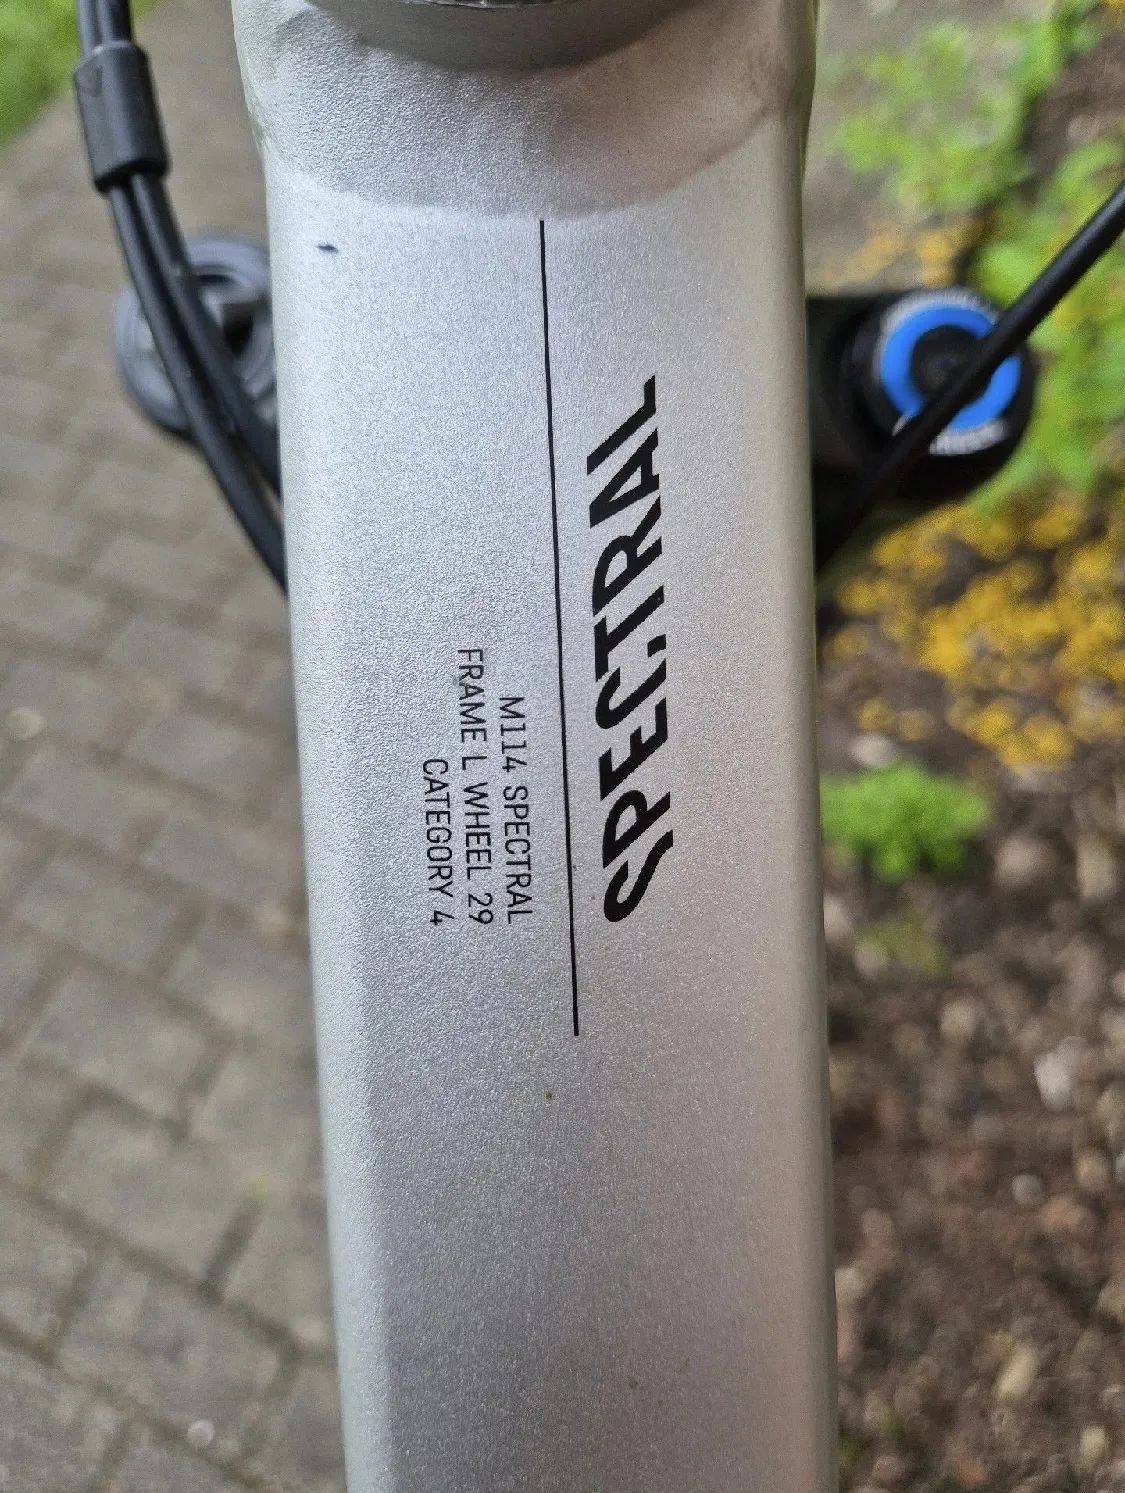 SPECTRAL
M114 SPECTRAL
FRAME L WHEEL 29
CATEGORY 4